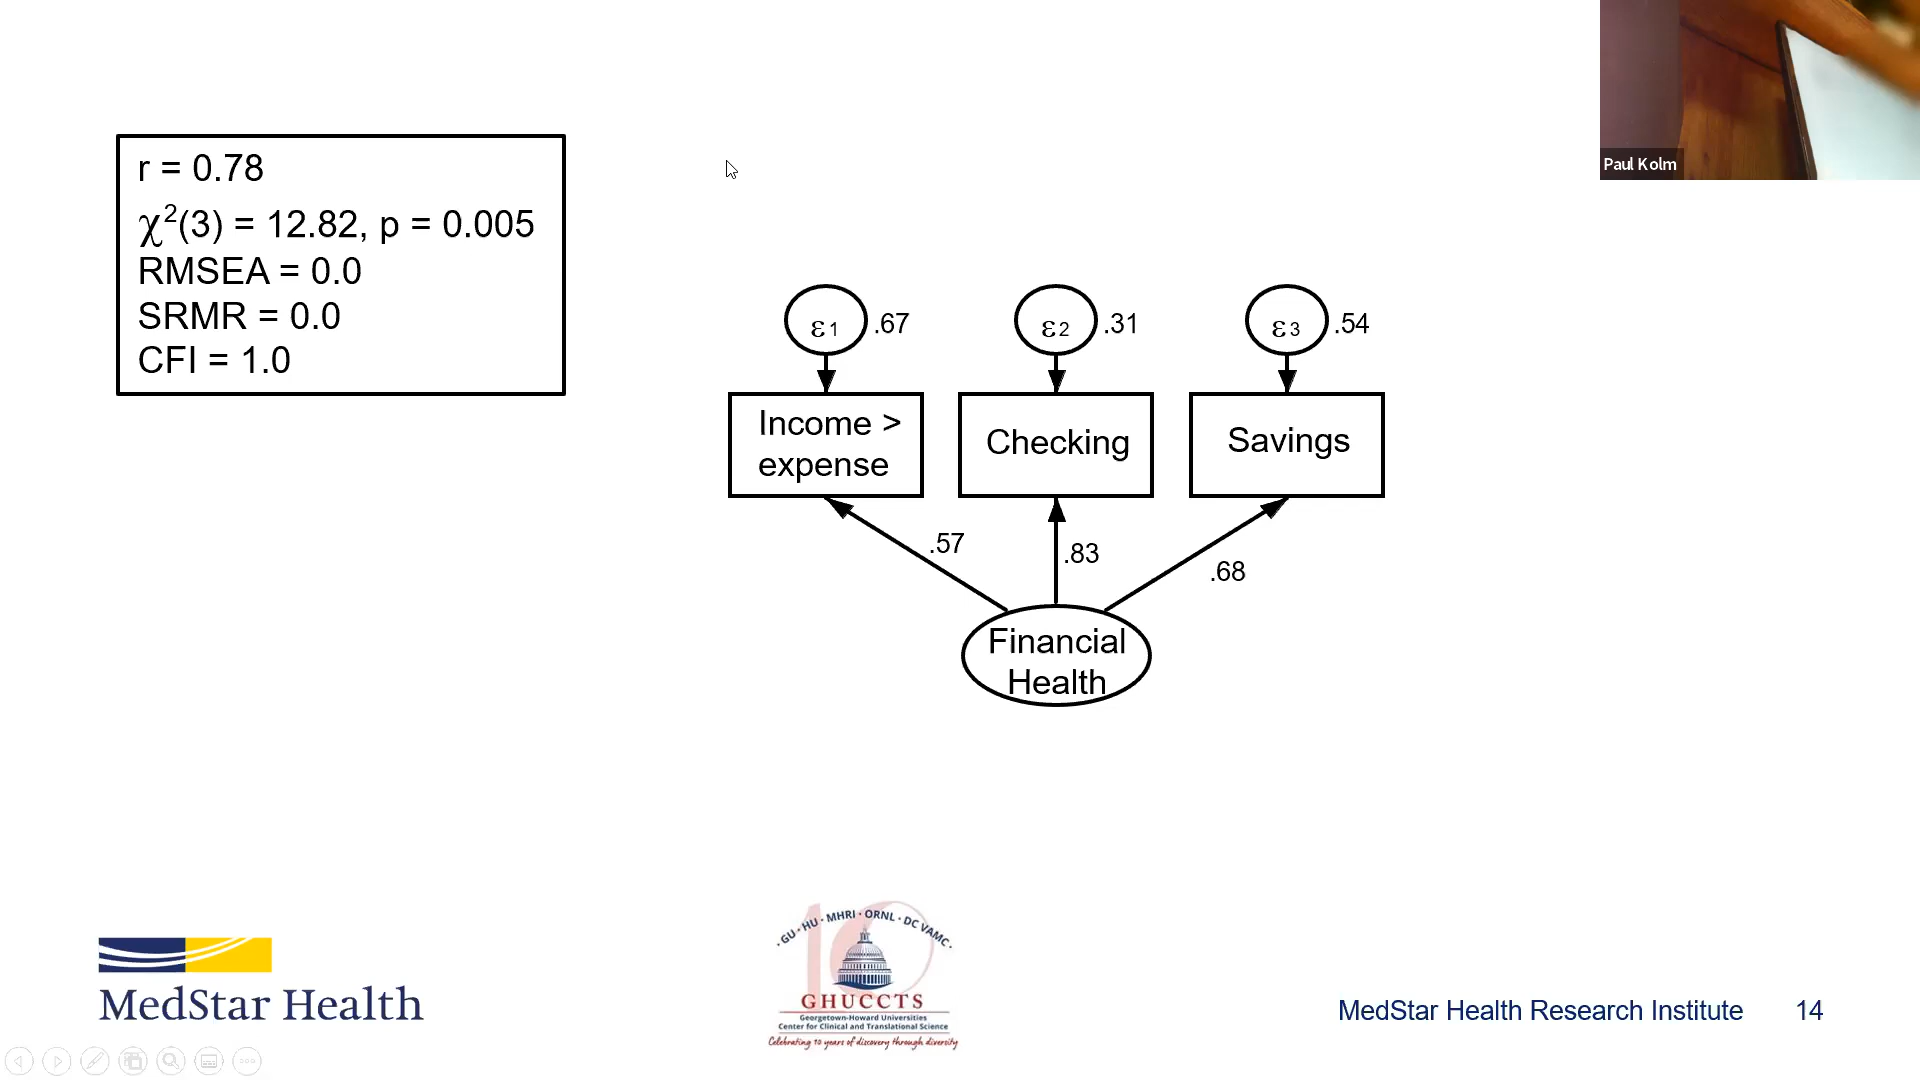 Paul Kolm
r = 0.78
χ²(3) = 12.82, p = 0.005
RMSEA = 0.0
SRMR = 0.0
CFI = 1.0
ε1 .67
ε2 .31
ε3 .54
Income >
expense
Checking
Savings
.57
.83
.68
Financial
Health
MedStar Health
· GU · HU · MHRI · ORNL · DC VAMC ·
10
GHUCCTS
Georgetown-Howard Universities
Center for Clinical and Translational Science
Celebrating 10 years of discovery through diversity
MedStar Health Research Institute 14